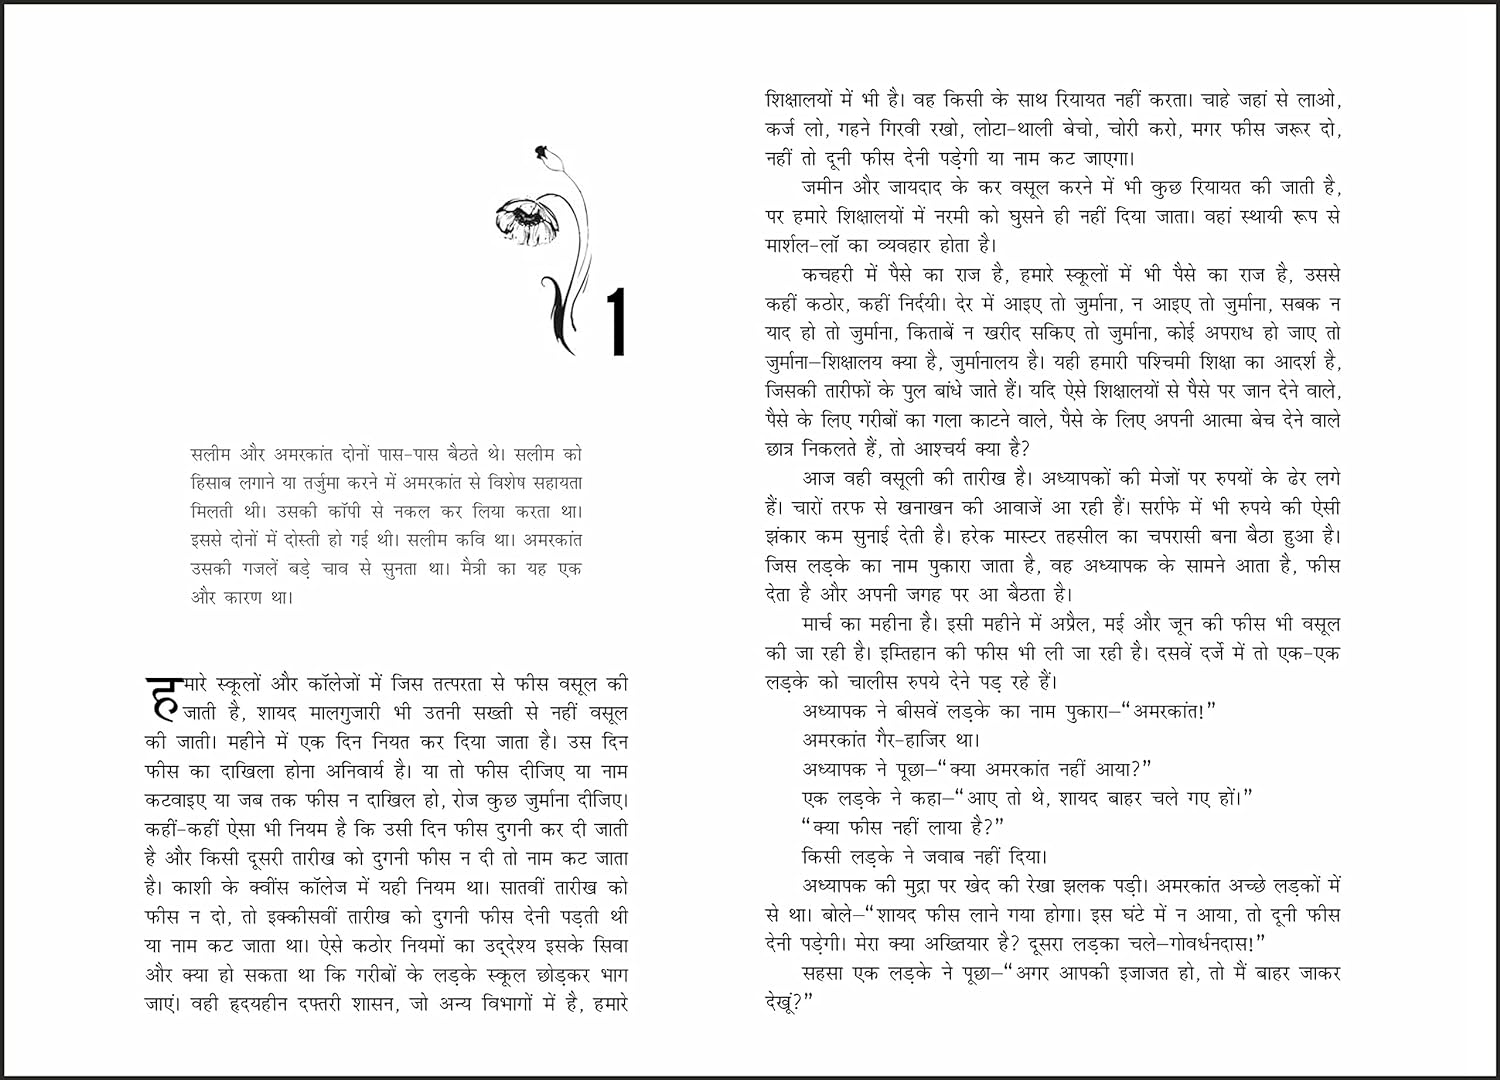 1
सलीम और अमरकांत दोनों पास-पास बैठते थे। सलीम को
हिसाब लगाने या तर्जुमा करने में अमरकांत से विशेष सहायता
मिलती थी। उसकी कॉपी से नकल कर लिया करता था।
इससे दोनों में दोस्ती हो गई थी। सलीम कवि था। अमरकांत
उसकी गजलें बड़े चाव से सुनता था। मैत्री का यह एक
और कारण था।
हमारे स्कूलों और कॉलेजों में जिस तत्परता से फीस वसूल की
जाती है, शायद मालगुजारी भी उतनी सख्ती से नहीं वसूल
की जाती। महीने में एक दिन नियत कर दिया जाता है। उस दिन
फीस का दाखिला होना अनिवार्य है। या तो फीस दीजिए या नाम
कटवाइए या जब तक फीस न दाखिल हो, रोज कुछ जुर्माना दीजिए।
कहीं-कहीं ऐसा भी नियम है कि उसी दिन फीस दुगनी कर दी जाती
है और किसी दूसरी तारीख को दुगनी फीस न दी तो नाम कट जाता
है। काशी के क्वींस कॉलेज में यही नियम था। सातवीं तारीख को
फीस न दो, तो इक्कीसवीं तारीख को दुगनी फीस देनी पड़ती थी
या नाम कट जाता था। ऐसे कठोर नियमों का उद्देश्य इसके सिवा
और क्या हो सकता था कि गरीबों के लड़के स्कूल छोड़कर भाग
जाएं। वही हृदयहीन दफ्तरी शासन, जो अन्य विभागों में है, हमारे
शिक्षालयों में भी है। वह किसी के साथ रियायत नहीं करता। चाहे जहां से लाओ,
कर्ज लो, गहने गिरवी रखो, लोटा-थाली बेचो, चोरी करो, मगर फीस जरूर दो,
नहीं तो दूनी फीस देनी पड़ेगी या नाम कट जाएगा।
जमीन और जायदाद के कर वसूल करने में भी कुछ रियायत की जाती है,
पर हमारे शिक्षालयों में नरमी को घुसने ही नहीं दिया जाता। वहां स्थायी रूप से
मार्शल-लॉ का व्यवहार होता है।
कचहरी में पैसे का राज है, हमारे स्कूलों में भी पैसे का राज है, उससे
कहीं कठोर, कहीं निर्दयी। देर में आइए तो जुर्माना, न आइए तो जुर्माना, सबक न
याद हो तो जुर्माना, किताबें न खरीद सकिए तो जुर्माना, कोई अपराध हो जाए तो
जुर्माना–शिक्षालय क्या है, जुर्मानालय है। यही हमारी पश्चिमी शिक्षा का आदर्श है,
जिसकी तारीफों के पुल बांधे जाते हैं। यदि ऐसे शिक्षालयों से पैसे पर जान देने वाले,
पैसे के लिए गरीबों का गला काटने वाले, पैसे के लिए अपनी आत्मा बेच देने वाले
छात्र निकलते हैं, तो आश्चर्य क्या है?
आज वही वसूली की तारीख है। अध्यापकों की मेजों पर रुपयों के ढेर लगे
हैं। चारों तरफ से खनाखन की आवाजें आ रही हैं। सर्राफे में भी रुपये की ऐसी
झंकार कम सुनाई देती है। हरेक मास्टर तहसील का चपरासी बना बैठा हुआ है।
जिस लड़के का नाम पुकारा जाता है, वह अध्यापक के सामने आता है, फीस
देता है और अपनी जगह पर आ बैठता है।
मार्च का महीना है। इसी महीने में अप्रैल, मई और जून की फीस भी वसूल
की जा रही है। इम्तिहान की फीस भी ली जा रही है। दसवें दर्जे में तो एक-एक
लड़के को चालीस रुपये देने पड़ रहे हैं।
अध्यापक ने बीसवें लड़के का नाम पुकारा–“अमरकांत!”
अमरकांत गैर-हाजिर था।
अध्यापक ने पूछा–“क्या अमरकांत नहीं आया?”
एक लड़के ने कहा–“आए तो थे, शायद बाहर चले गए हों।”
“क्या फीस नहीं लाया है?”
किसी लड़के ने जवाब नहीं दिया।
अध्यापक की मुद्रा पर खेद की रेखा झलक पड़ी। अमरकांत अच्छे लड़कों में
से था। बोले–“शायद फीस लाने गया होगा। इस घंटे में न आया, तो दूनी फीस
देनी पड़ेगी। मेरा क्या अख्तियार है? दूसरा लड़का चले–गोवर्धनदास!”
सहसा एक लड़के ने पूछा–“अगर आपकी इजाजत हो, तो मैं बाहर जाकर
देखूं?”